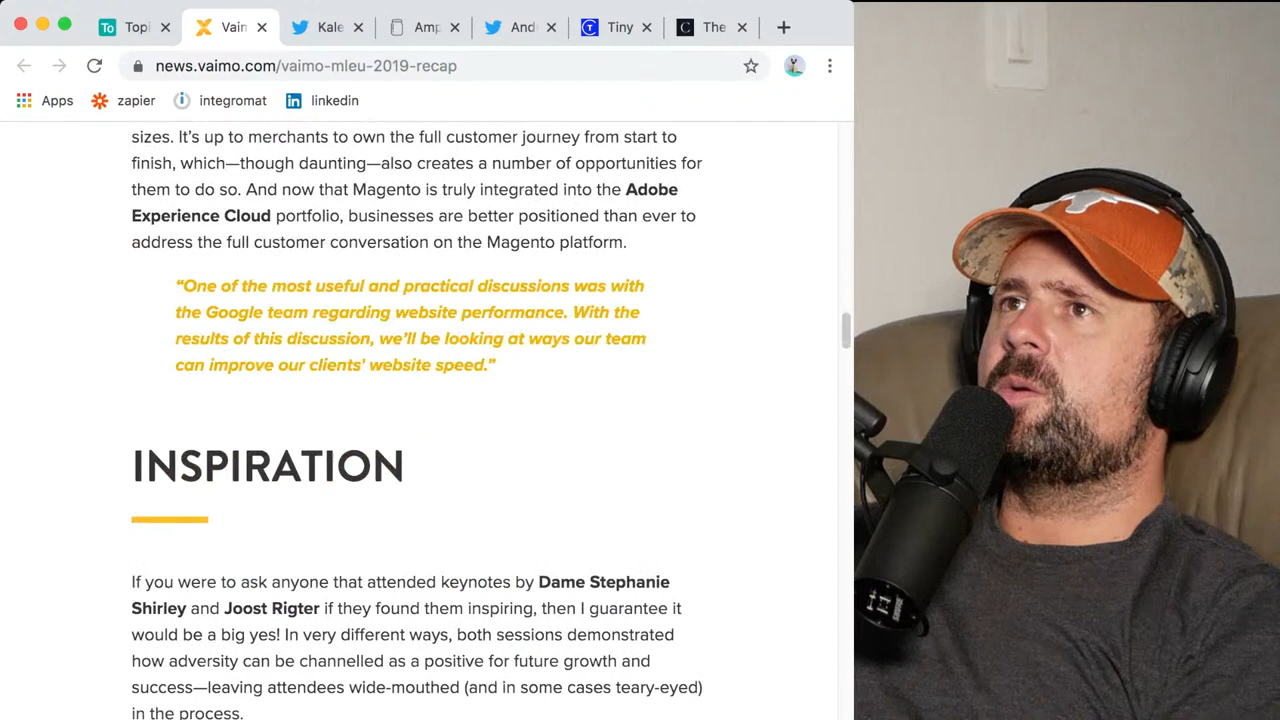 Topi
Vain
Kale
Amp
And
Tiny
The
news.vaimo.com/vaimo-mleu-2019-recap
Apps
zapier
integromat
linkedin
sizes. It’s up to merchants to own the full customer journey from start to
finish, which—though daunting—also creates a number of opportunities for
them to do so. And now that Magento is truly integrated into the Adobe
Experience Cloud portfolio, businesses are better positioned than ever to
address the full customer conversation on the Magento platform.
“One of the most useful and practical discussions was with
the Google team regarding website performance. With the
results of this discussion, we’ll be looking at ways our team
can improve our clients' website speed.”
INSPIRATION
If you were to ask anyone that attended keynotes by Dame Stephanie
Shirley and Joost Rigter if they found them inspiring, then I guarantee it
would be a big yes! In very different ways, both sessions demonstrated
how adversity can be channelled as a positive for future growth and
success—leaving attendees wide-mouthed (and in some cases teary-eyed)
in the process.